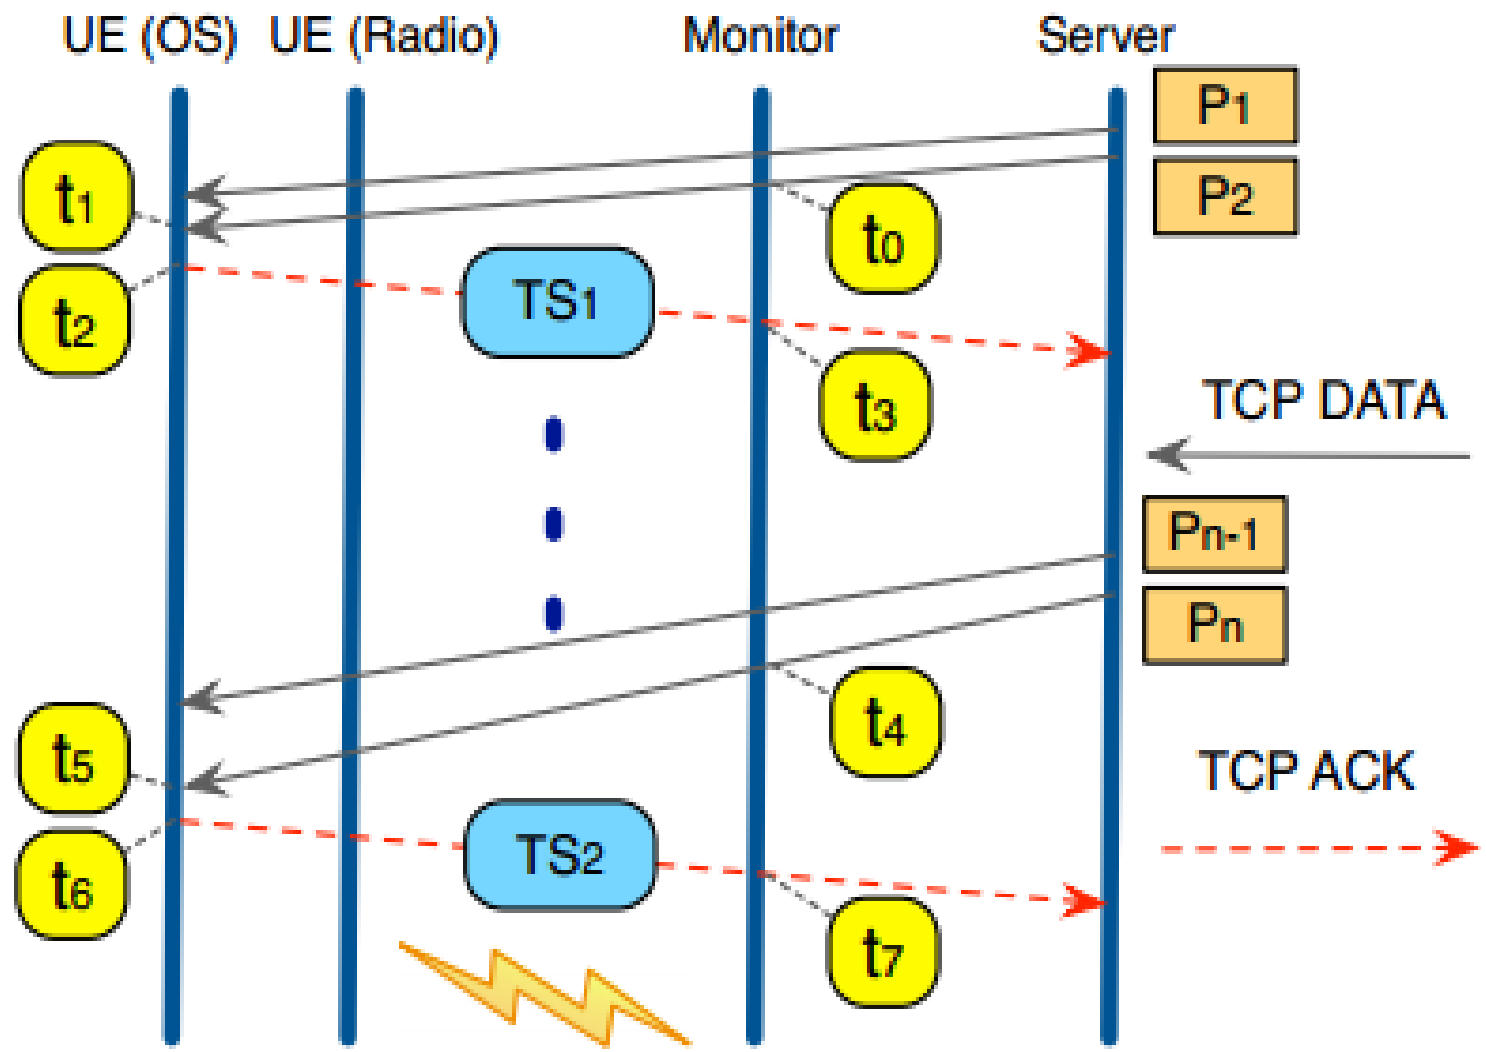 UE (OS) UE (Radio) Monitor Server
P1
t1
P2
t0
TS1
t2
t3
TCP DATA
Pn-1
Pn
t4
t5
TCP ACK
TS2
t6
t7